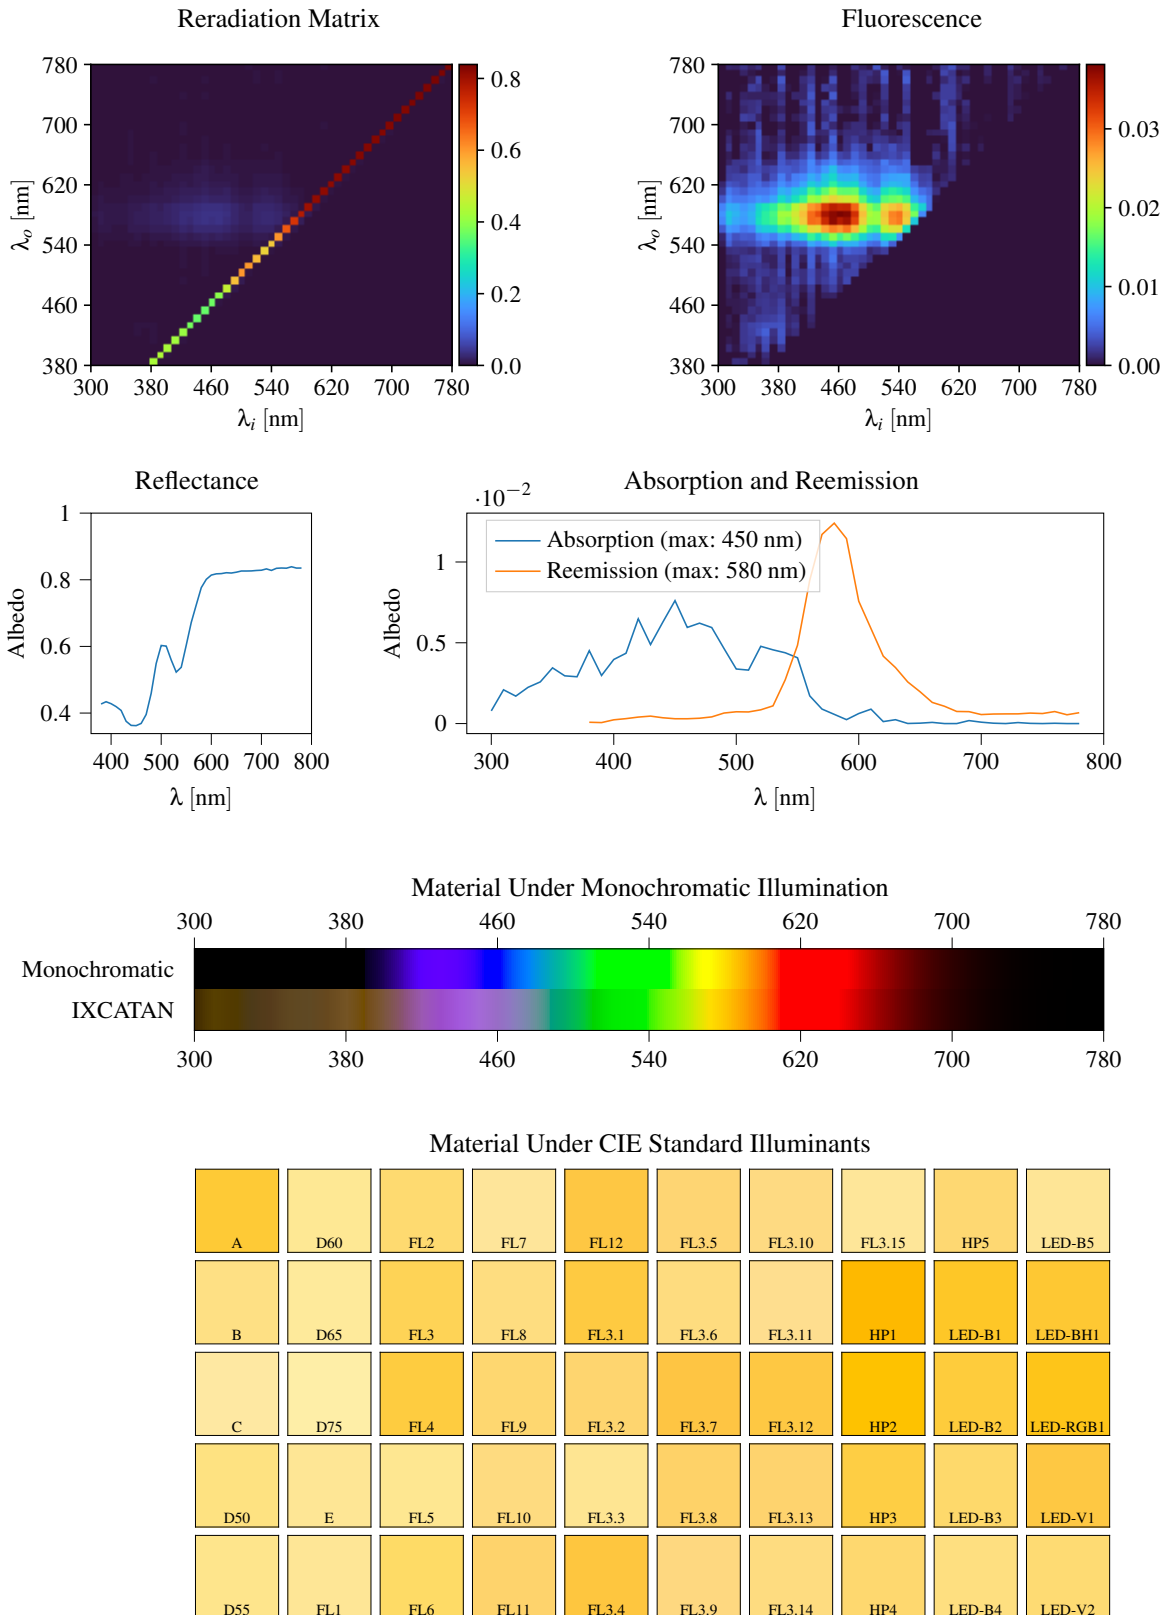 Reradiation Matrix
Fluorescence
780
700
620
540
460
380
λo [nm]
300 380 460 540 620 700 780
λi [nm]
0.8
0.6
0.4
0.2
0.0
780
700
620
540
460
380
λo [nm]
300 380 460 540 620 700 780
λi [nm]
0.03
0.02
0.01
0.00
Reflectance
1
0.8
0.6
0.4
Albedo
400 500 600 700 800
λ [nm]
Absorption and Reemission
·10−2
Absorption (max: 450 nm)
Reemission (max: 580 nm)
1
0.5
0
Albedo
300 400 500 600 700 800
λ [nm]
Material Under Monochromatic Illumination
300 380 460 540 620 700 780
Monochromatic
IXCATAN
300 380 460 540 620 700 780
Material Under CIE Standard Illuminants
A D60 FL2 FL7 FL12 FL3.5 FL3.10 FL3.15 HP5 LED-B5
B D65 FL3 FL8 FL3.1 FL3.6 FL3.11 HP1 LED-B1 LED-BH1
C D75 FL4 FL9 FL3.2 FL3.7 FL3.12 HP2 LED-B2 LED-RGB1
D50 E FL5 FL10 FL3.3 FL3.8 FL3.13 HP3 LED-B3 LED-V1
D55 FL1 FL6 FL11 FL3.4 FL3.9 FL3.14 HP4 LED-B4 LED-V2